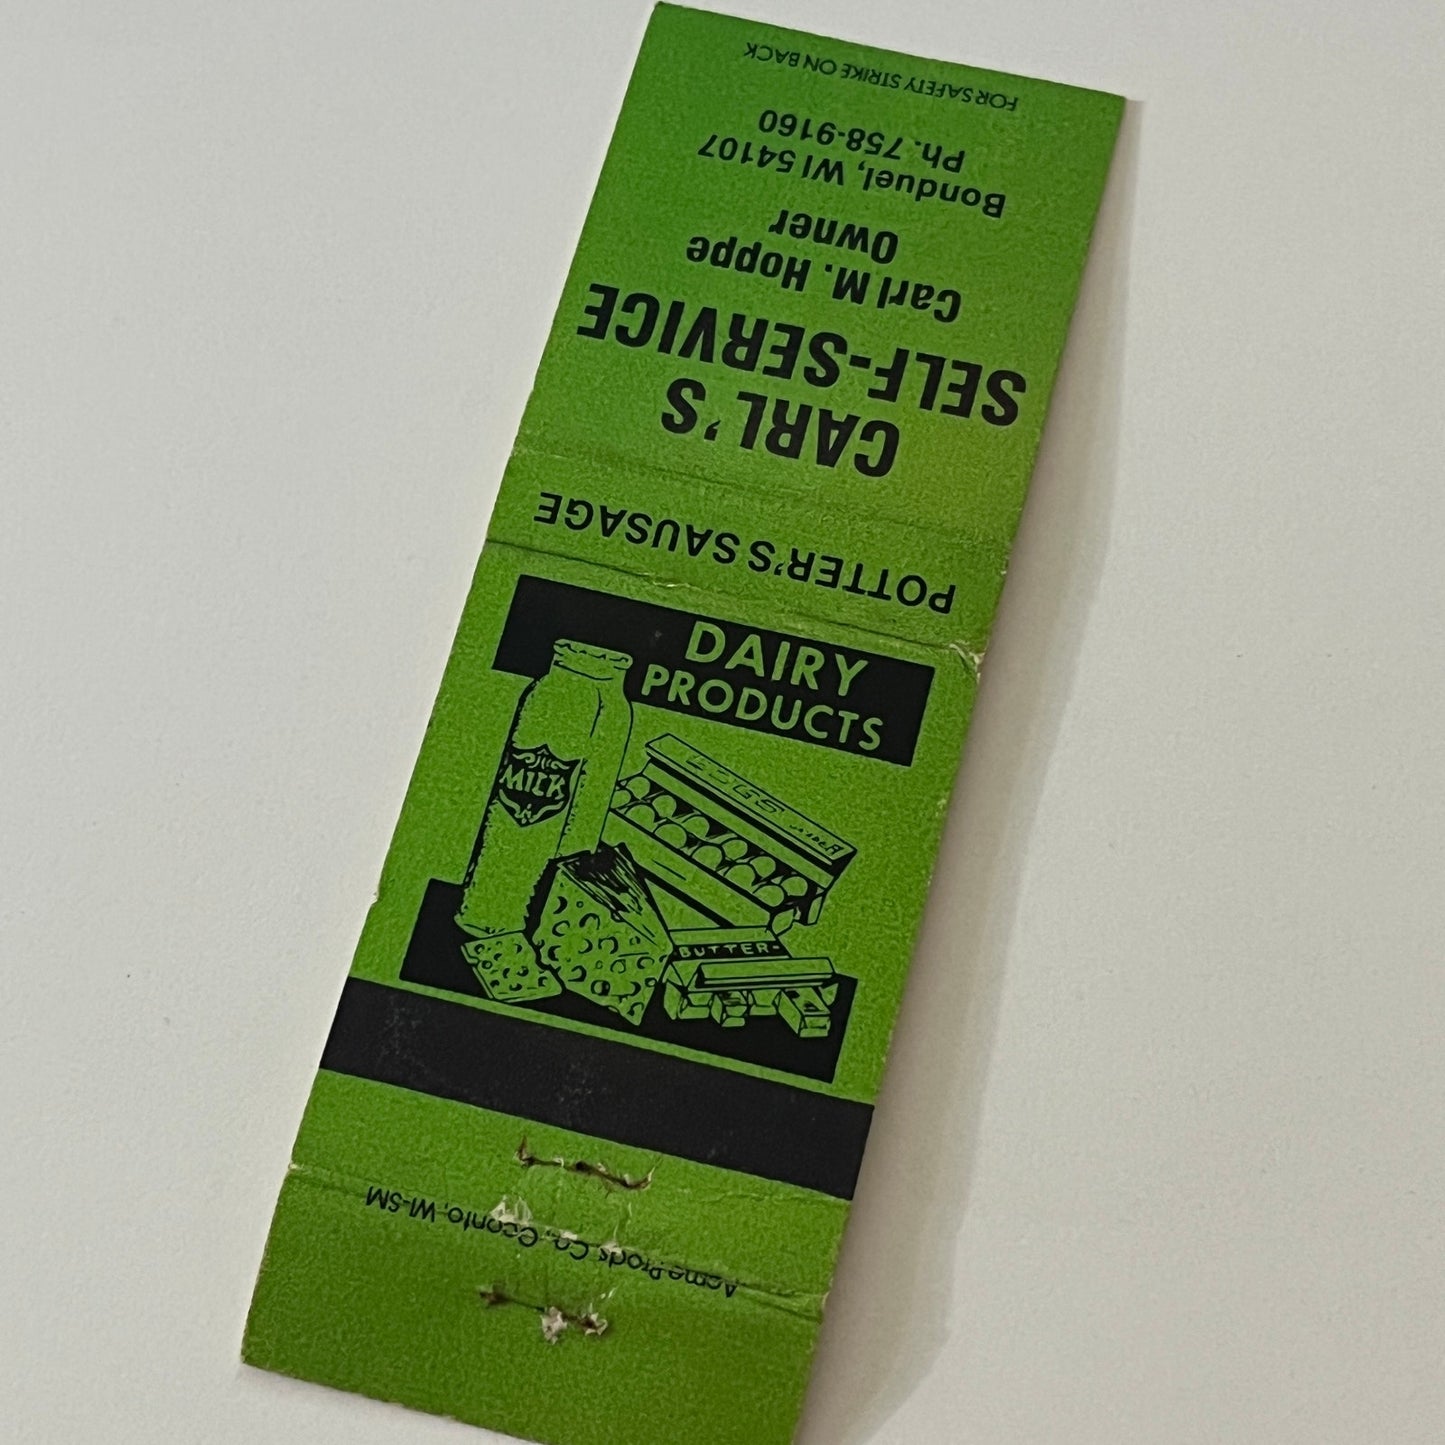 CARL'S
SELF-SERVICE
Carl M. Hoppe
Owner
Bonduel, WI 54107
Ph. 758-9160
FOR SAFETY STRIKE ON BACK
POTTER'S SAUSAGE
DAIRY
PRODUCTS
MILK
EGGS
BUTTER
Acme Prods. Co., Oconto, WI-SM